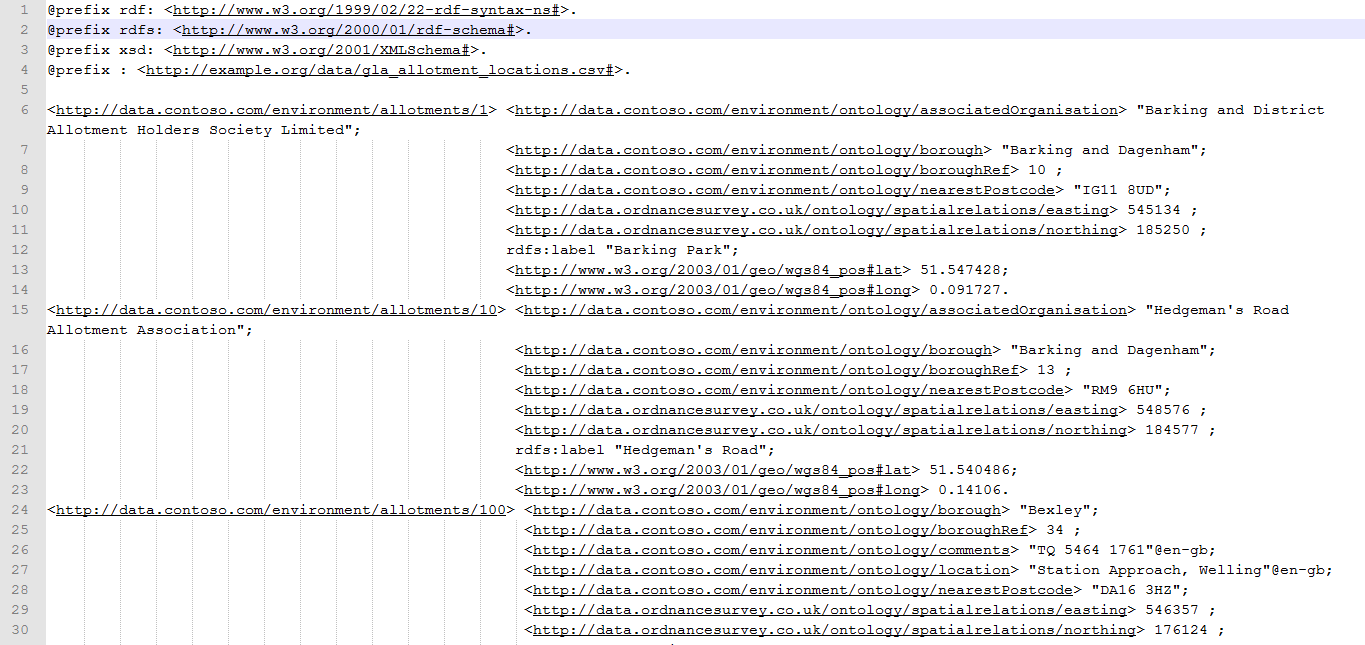 1 @prefix rdf: <http://www.w3.org/1999/02/22-rdf-syntax-ns#>.
2 @prefix rdfs: <http://www.w3.org/2000/01/rdf-schema#>.
3 @prefix xsd: <http://www.w3.org/2001/XMLSchema#>.
4 @prefix : <http://example.org/data/gla_allotment_locations.csv#>.
5
6 <http://data.contoso.com/environment/allotments/1> <http://data.contoso.com/environment/ontology/associatedOrganisation> "Barking and District
Allotment Holders Society Limited";
7 <http://data.contoso.com/environment/ontology/borough> "Barking and Dagenham";
8 <http://data.contoso.com/environment/ontology/boroughRef> 10 ;
9 <http://data.contoso.com/environment/ontology/nearestPostcode> "IG11 8UD";
10 <http://data.ordnancesurvey.co.uk/ontology/spatialrelations/easting> 545134 ;
11 <http://data.ordnancesurvey.co.uk/ontology/spatialrelations/northing> 185250 ;
12 rdfs:label "Barking Park";
13 <http://www.w3.org/2003/01/geo/wgs84_pos#lat> 51.547428;
14 <http://www.w3.org/2003/01/geo/wgs84_pos#long> 0.091727.
15 <http://data.contoso.com/environment/allotments/10> <http://data.contoso.com/environment/ontology/associatedOrganisation> "Hedgeman's Road
Allotment Association";
16 <http://data.contoso.com/environment/ontology/borough> "Barking and Dagenham";
17 <http://data.contoso.com/environment/ontology/boroughRef> 13 ;
18 <http://data.contoso.com/environment/ontology/nearestPostcode> "RM9 6HU";
19 <http://data.ordnancesurvey.co.uk/ontology/spatialrelations/easting> 548576 ;
20 <http://data.ordnancesurvey.co.uk/ontology/spatialrelations/northing> 184577 ;
21 rdfs:label "Hedgeman's Road";
22 <http://www.w3.org/2003/01/geo/wgs84_pos#lat> 51.540486;
23 <http://www.w3.org/2003/01/geo/wgs84_pos#long> 0.14106.
24 <http://data.contoso.com/environment/allotments/100> <http://data.contoso.com/environment/ontology/borough> "Bexley";
25 <http://data.contoso.com/environment/ontology/boroughRef> 34 ;
26 <http://data.contoso.com/environment/ontology/comments> "TQ 5464 1761"@en-gb;
27 <http://data.contoso.com/environment/ontology/location> "Station Approach, Welling"@en-gb;
28 <http://data.contoso.com/environment/ontology/nearestPostcode> "DA16 3HZ";
29 <http://data.ordnancesurvey.co.uk/ontology/spatialrelations/easting> 546357 ;
30 <http://data.ordnancesurvey.co.uk/ontology/spatialrelations/northing> 176124 ;